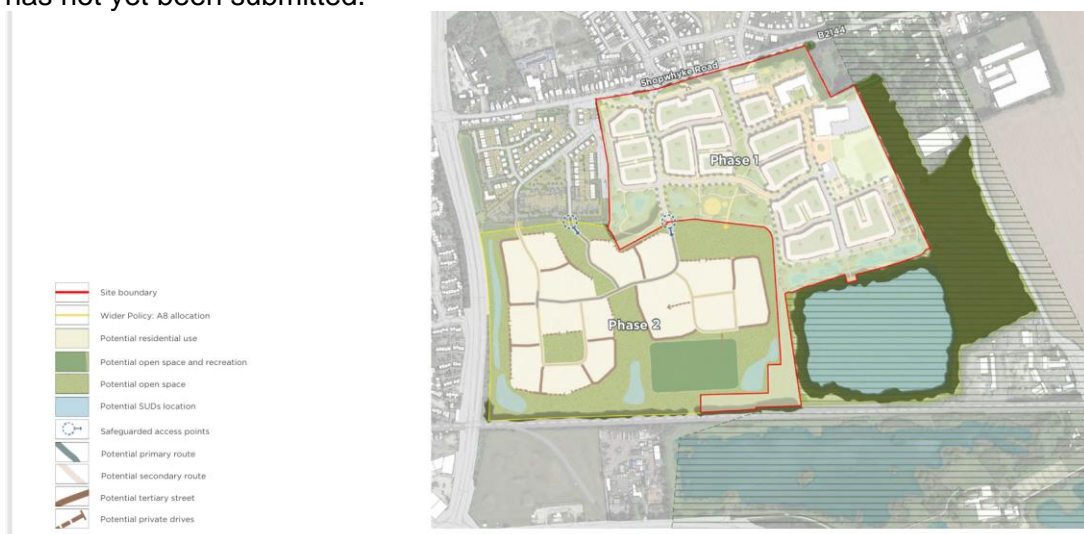 has not yet been submitted.
B2144
Shopwhyke Road
Phase 1
Phase 2
Site boundary
Wider Policy: A8 allocation
Potential residential use
Potential open space and recreation
Potential open space
Potential SUDs location
Safeguarded access points
Potential primary route
Potential secondary route
Potential tertiary street
Potential private drives